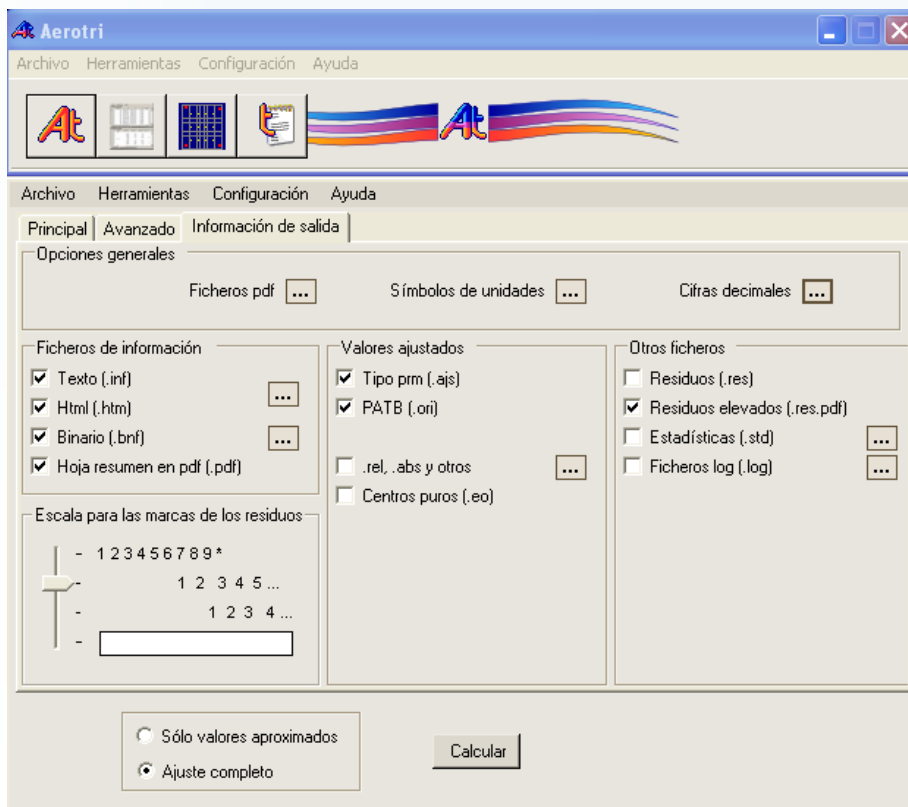 Aerotri
Archivo Herramientas Configuración Ayuda
At At
Archivo Herramientas Configuración Ayuda
Principal Avanzado Información de salida
Opciones generales
Ficheros pdf ... Símbolos de unidades ... Cifras decimales ...
Ficheros de información
Texto (.inf)
...
Html (.htm)
Binario (.bnf) ...
Hoja resumen en pdf (.pdf)
Escala para las marcas de los residuos
- 1 2 3 4 5 6 7 8 9 *
- 1 2 3 4 5 ...
- 1 2 3 4 ...
-
Valores ajustados
Tipo prm (.ajs)
PATB (.ori)
.rel, .abs y otros ...
Centros puros (.eo)
Otros ficheros
Residuos (.res)
Residuos elevados (.res.pdf)
Estadísticas (.std) ...
Ficheros log (.log) ...
Sólo valores aproximados
Ajuste completo
Calcular